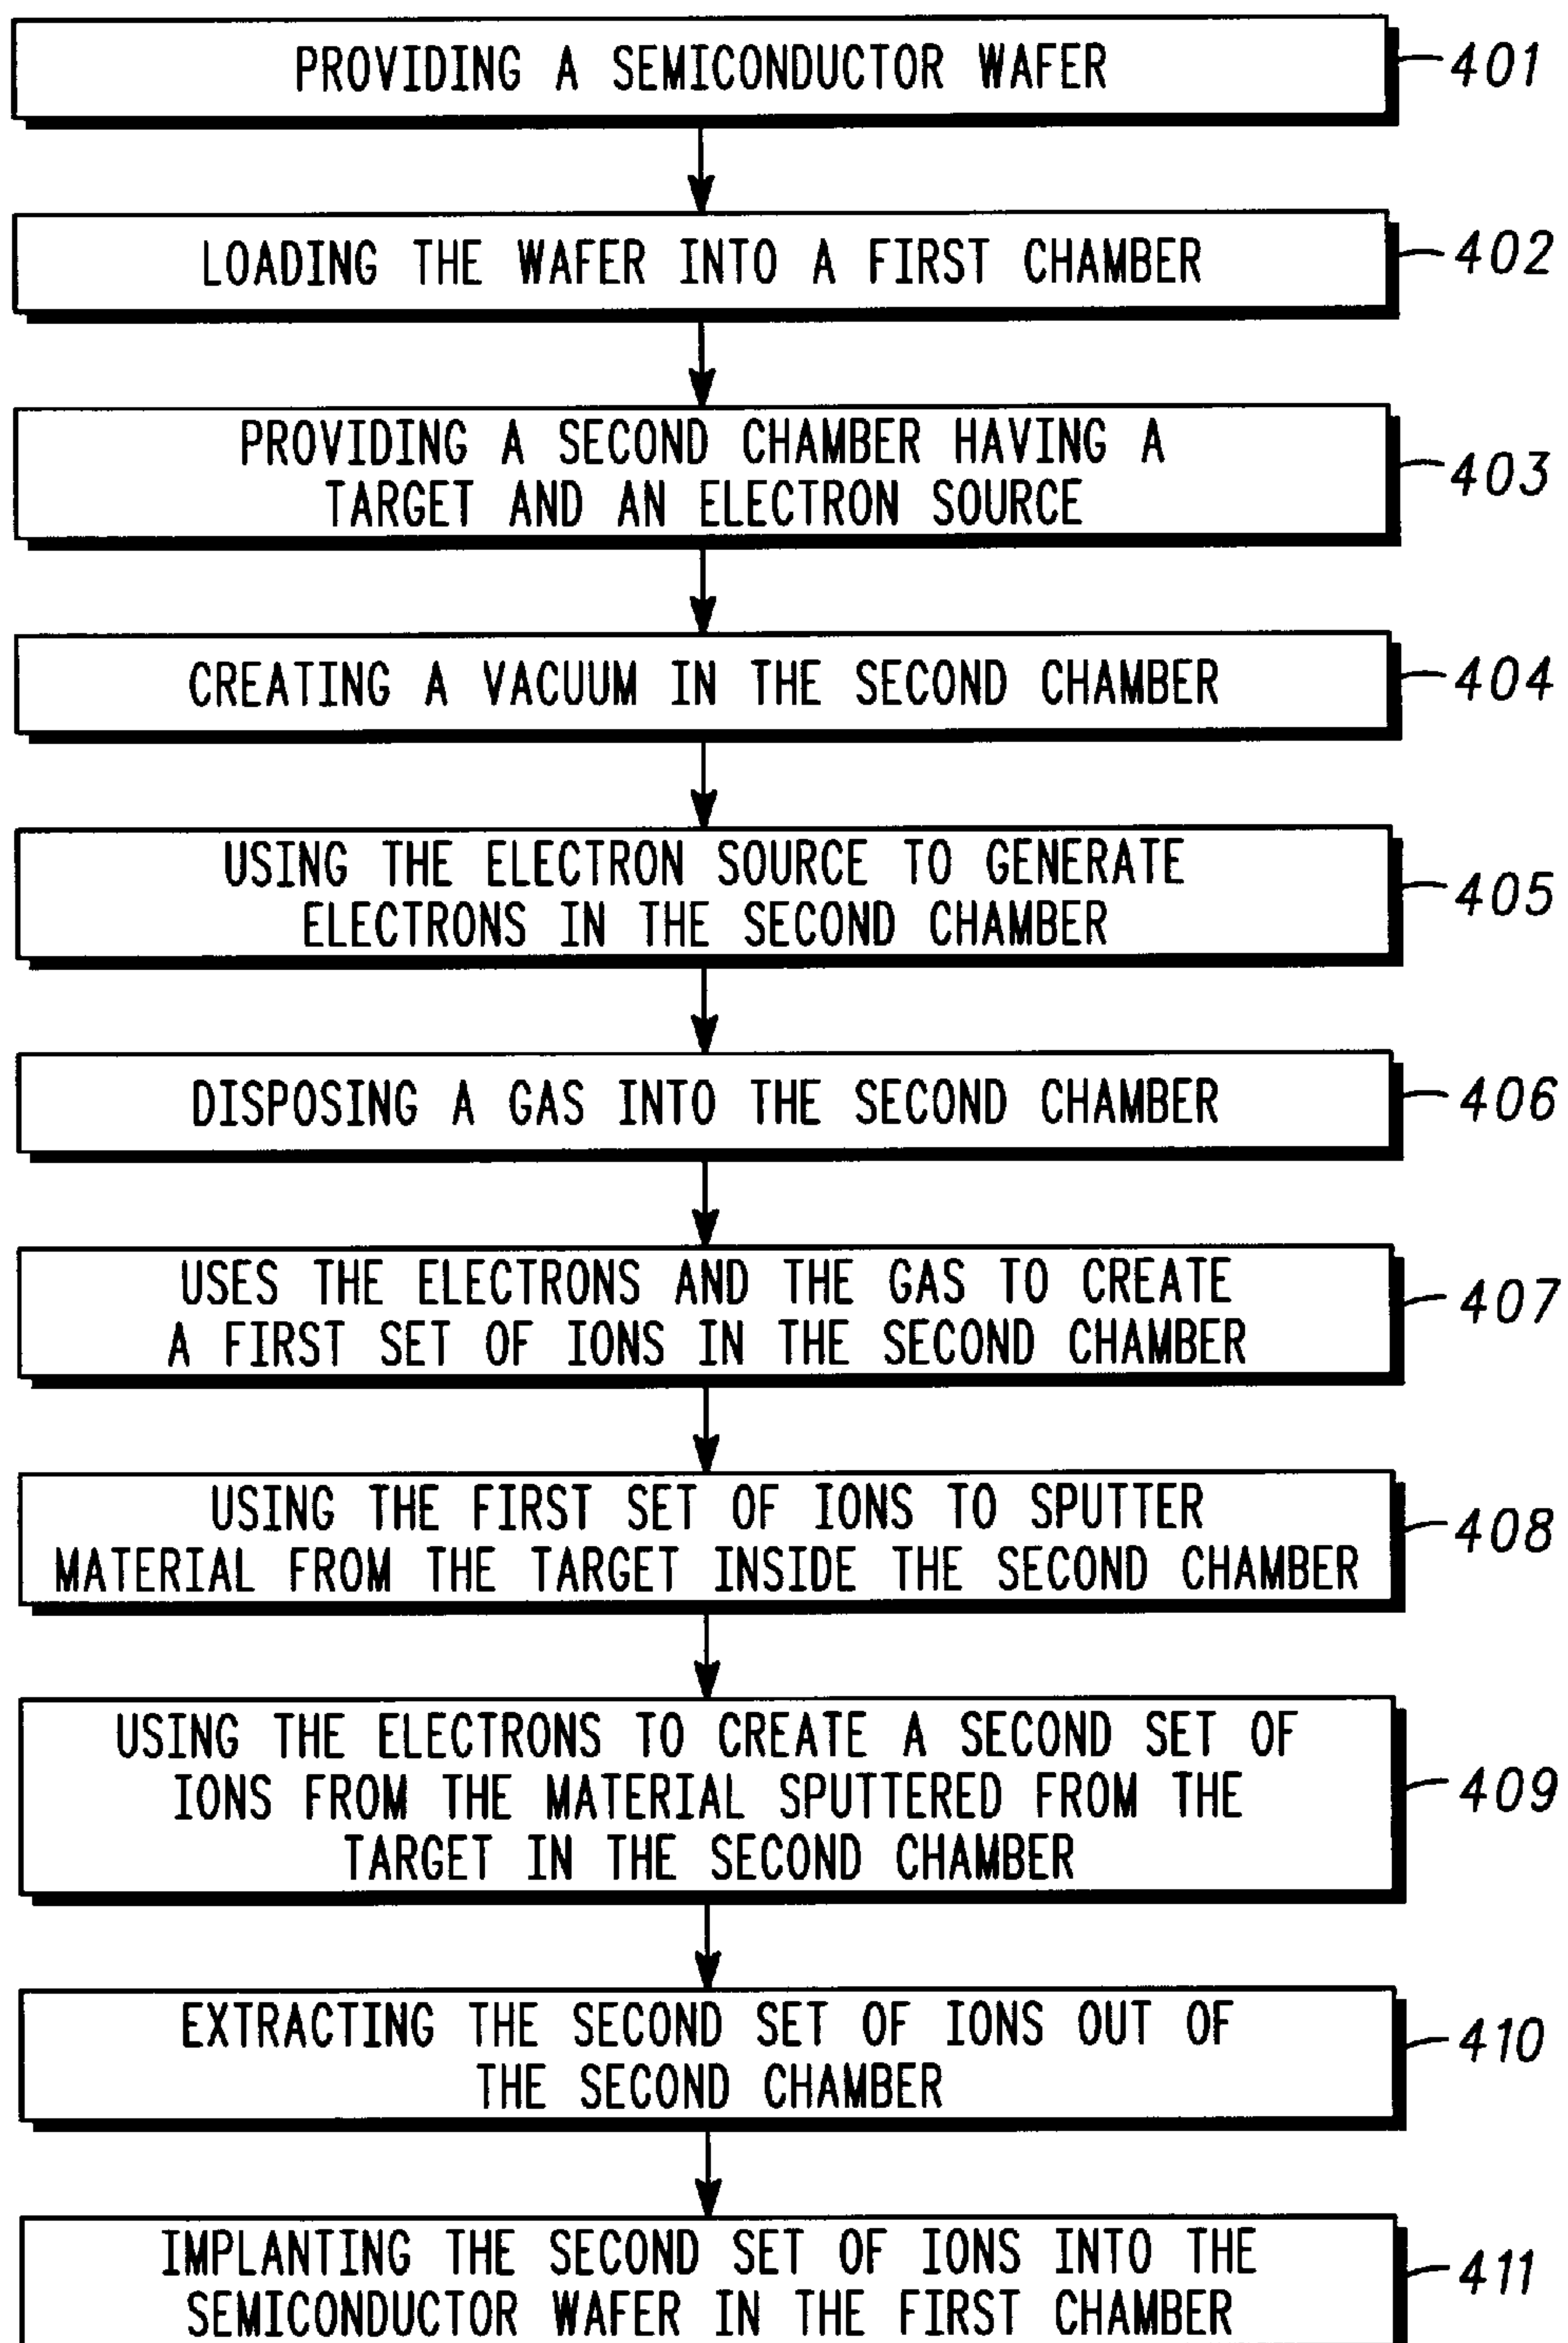 PROVIDING A SEMICONDUCTOR WAFER
401
LOADING THE WAFER INTO A FIRST CHAMBER
402
PROVIDING A SECOND CHAMBER HAVING A
TARGET AND AN ELECTRON SOURCE
403
CREATING A VACUUM IN THE SECOND CHAMBER
404
USING THE ELECTRON SOURCE TO GENERATE
ELECTRONS IN THE SECOND CHAMBER
405
DISPOSING A GAS INTO THE SECOND CHAMBER
406
USES THE ELECTRONS AND THE GAS TO CREATE
A FIRST SET OF IONS IN THE SECOND CHAMBER
407
USING THE FIRST SET OF IONS TO SPUTTER
MATERIAL FROM THE TARGET INSIDE THE SECOND CHAMBER
408
USING THE ELECTRONS TO CREATE A SECOND SET OF
IONS FROM THE MATERIAL SPUTTERED FROM THE
TARGET IN THE SECOND CHAMBER
409
EXTRACTING THE SECOND SET OF IONS OUT OF
THE SECOND CHAMBER
410
IMPLANTING THE SECOND SET OF IONS INTO THE
SEMICONDUCTOR WAFER IN THE FIRST CHAMBER
411